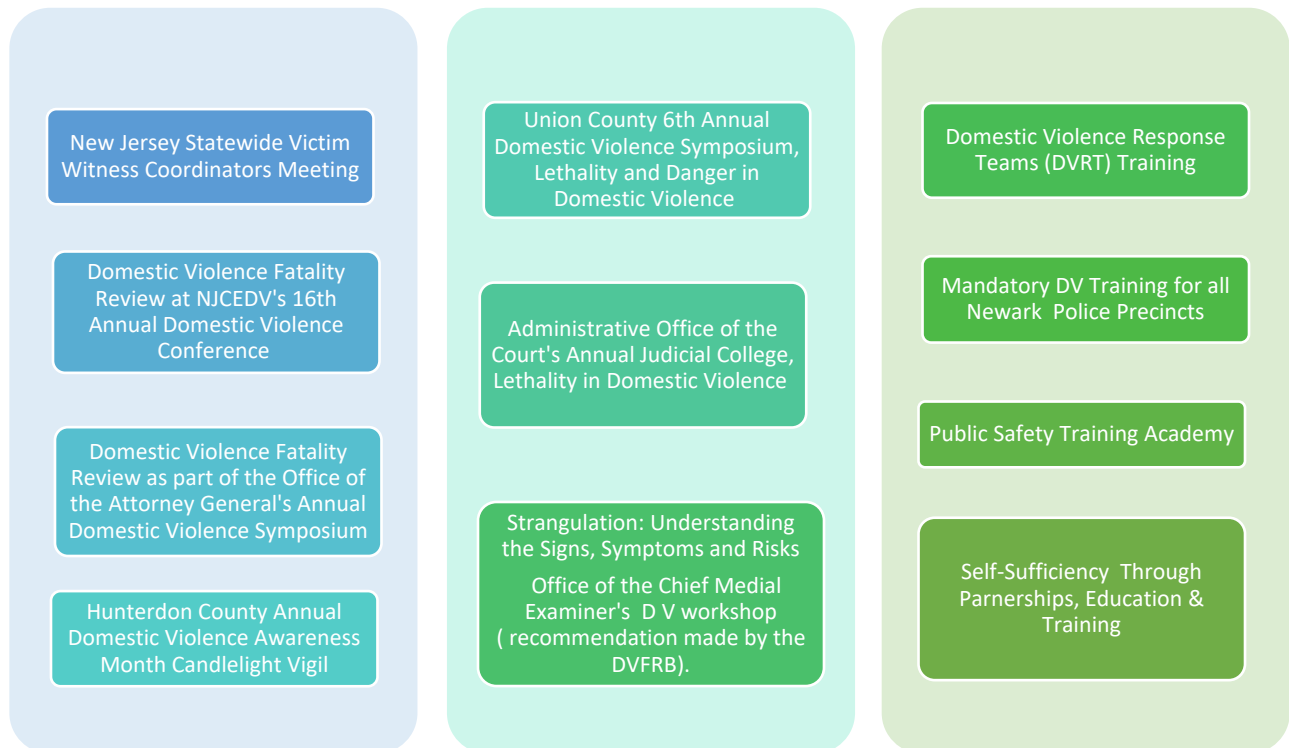 New Jersey Statewide Victim
Witness Coordinators Meeting
Domestic Violence Fatality
Review at NJCEDV's 16th
Annual Domestic Violence
Conference
Domestic Violence Fatality
Review as part of the Office of
the Attorney General's Annual
Domestic Violence Symposium
Hunterdon County Annual
Domestic Violence Awareness
Month Candlelight Vigil
Union County 6th Annual
Domestic Violence Symposium,
Lethality and Danger in
Domestic Violence
Administrative Office of the
Court's Annual Judicial College,
Lethality in Domestic Violence
Strangulation: Understanding
the Signs, Symptoms and Risks
Office of the Chief Medial
Examiner's D V workshop
( recommendation made by the
DVFRB).
Domestic Violence Response
Teams (DVRT) Training
Mandatory DV Training for all
Newark Police Precincts
Public Safety Training Academy
Self-Sufficiency Through
Parnerships, Education &
Training